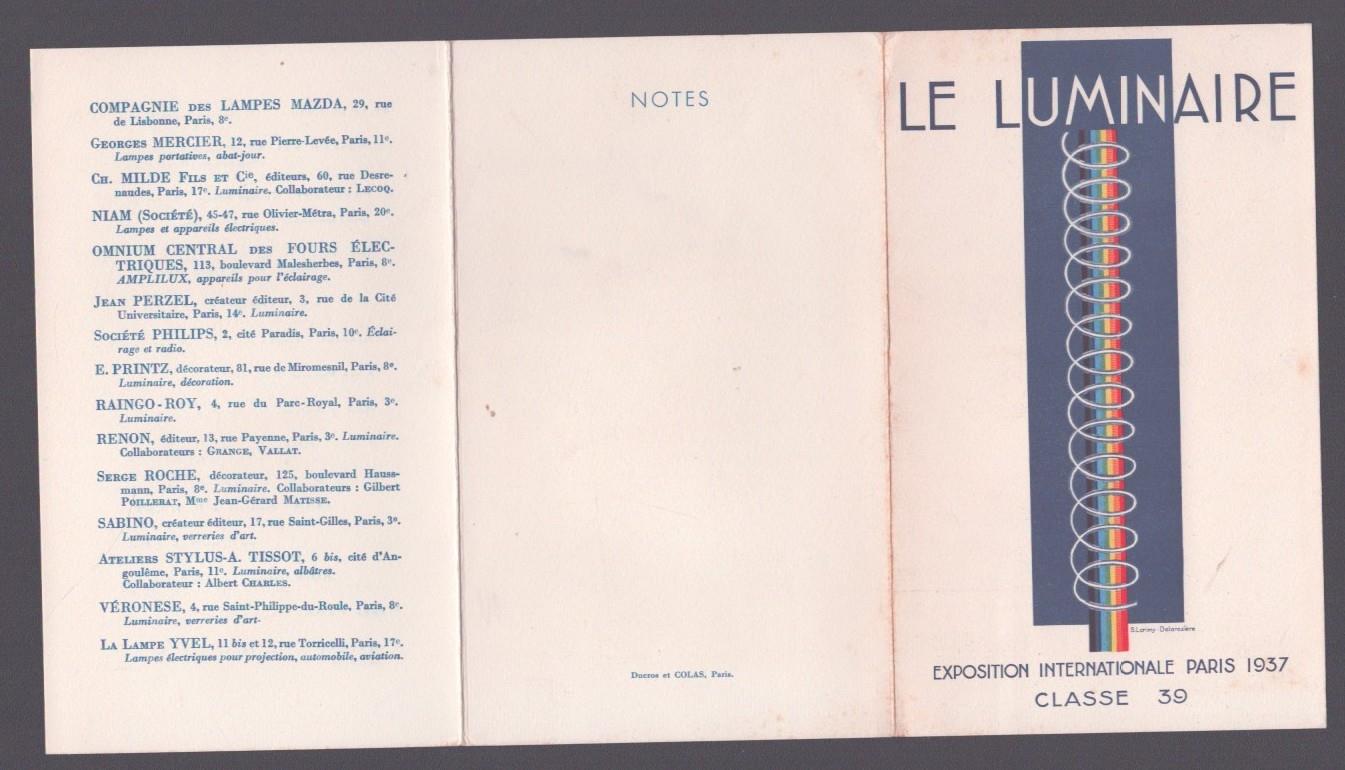 COMPAGNIE DES LAMPES MAZDA, 29, rue
de Lisbonne, Paris, 8e.
GEORGES MERCIER, 12, rue Pierre-Levée, Paris, 11e.
Lampes portatives, abat-jour.
CH. MILDE FILS ET Cie, éditeurs, 60, rue Desre-
naudes, Paris, 17e. Luminaire. Collaborateur : LECOQ.
NIAM (SOCIÉTÉ), 45-47, rue Olivier-Métra, Paris, 20e.
Lampes et appareils électriques.
OMNIUM CENTRAL DES FOURS ÉLEC-
TRIQUES, 113, boulevard Malesherbes, Paris, 8e.
AMPLILUX, appareils pour l'éclairage.
JEAN PERZEL, créateur éditeur, 3, rue de la Cité
Universitaire, Paris, 14e. Luminaire.
SOCIÉTÉ PHILIPS, 2, cité Paradis, Paris, 10e. Éclai-
rage et radio.
E. PRINTZ, décorateur, 81, rue de Miromesnil, Paris, 8e.
Luminaire, décoration.
RAINGO-ROY, 4, rue du Parc-Royal, Paris, 3e.
Luminaire.
RENON, éditeur, 13, rue Payenne, Paris, 3e. Luminaire.
Collaborateurs : GRANGE, VALLAT.
SERGE ROCHE, décorateur, 125, boulevard Hauss-
mann, Paris, 8e. Luminaire. Collaborateurs : Gilbert
POILLERAT, Mme Jean-Gérard MATISSE.
SABINO, créateur éditeur, 17, rue Saint-Gilles, Paris, 3e.
Luminaire, verreries d'art.
ATELIERS STYLUS-A. TISSOT, 6 bis, cité d'An-
goulême, Paris, 11e. Luminaire, albâtres.
Collaborateur : Albert CHARLES.
VÉRONESE, 4, rue Saint-Philippe-du-Roule, Paris, 8e.
Luminaire, verreries d'art-
LA LAMPE YVEL, 11 bis et 12, rue Torricelli, Paris, 17e.
Lampes électriques pour projection, automobile, aviation.
NOTES
Ducros et COLAS, Paris.
LE LUMINAIRE
S. Lorimy - Delarozière
EXPOSITION INTERNATIONALE PARIS 1937
CLASSE 39